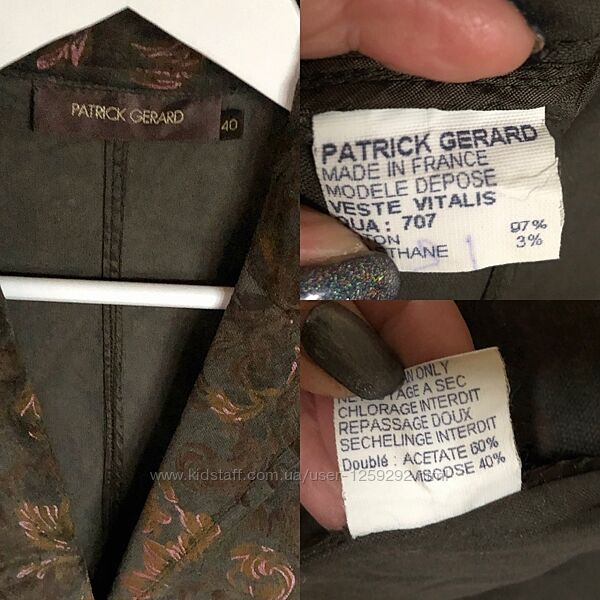 PATRICK GERARD
40
PATRICK GERARD
MADE IN FRANCE
MODELE DEPOSE
VESTE VITALIS
QUA : 707
97%
3%
ONLY
A SEC
CHLORAGE INTERDIT
REPASSAGE DOUX
SECHELINGE INTERDIT
Doublé : ACETATE 60%
VISCOSE 40%
www.kidstaff.com.ua/user-1259292